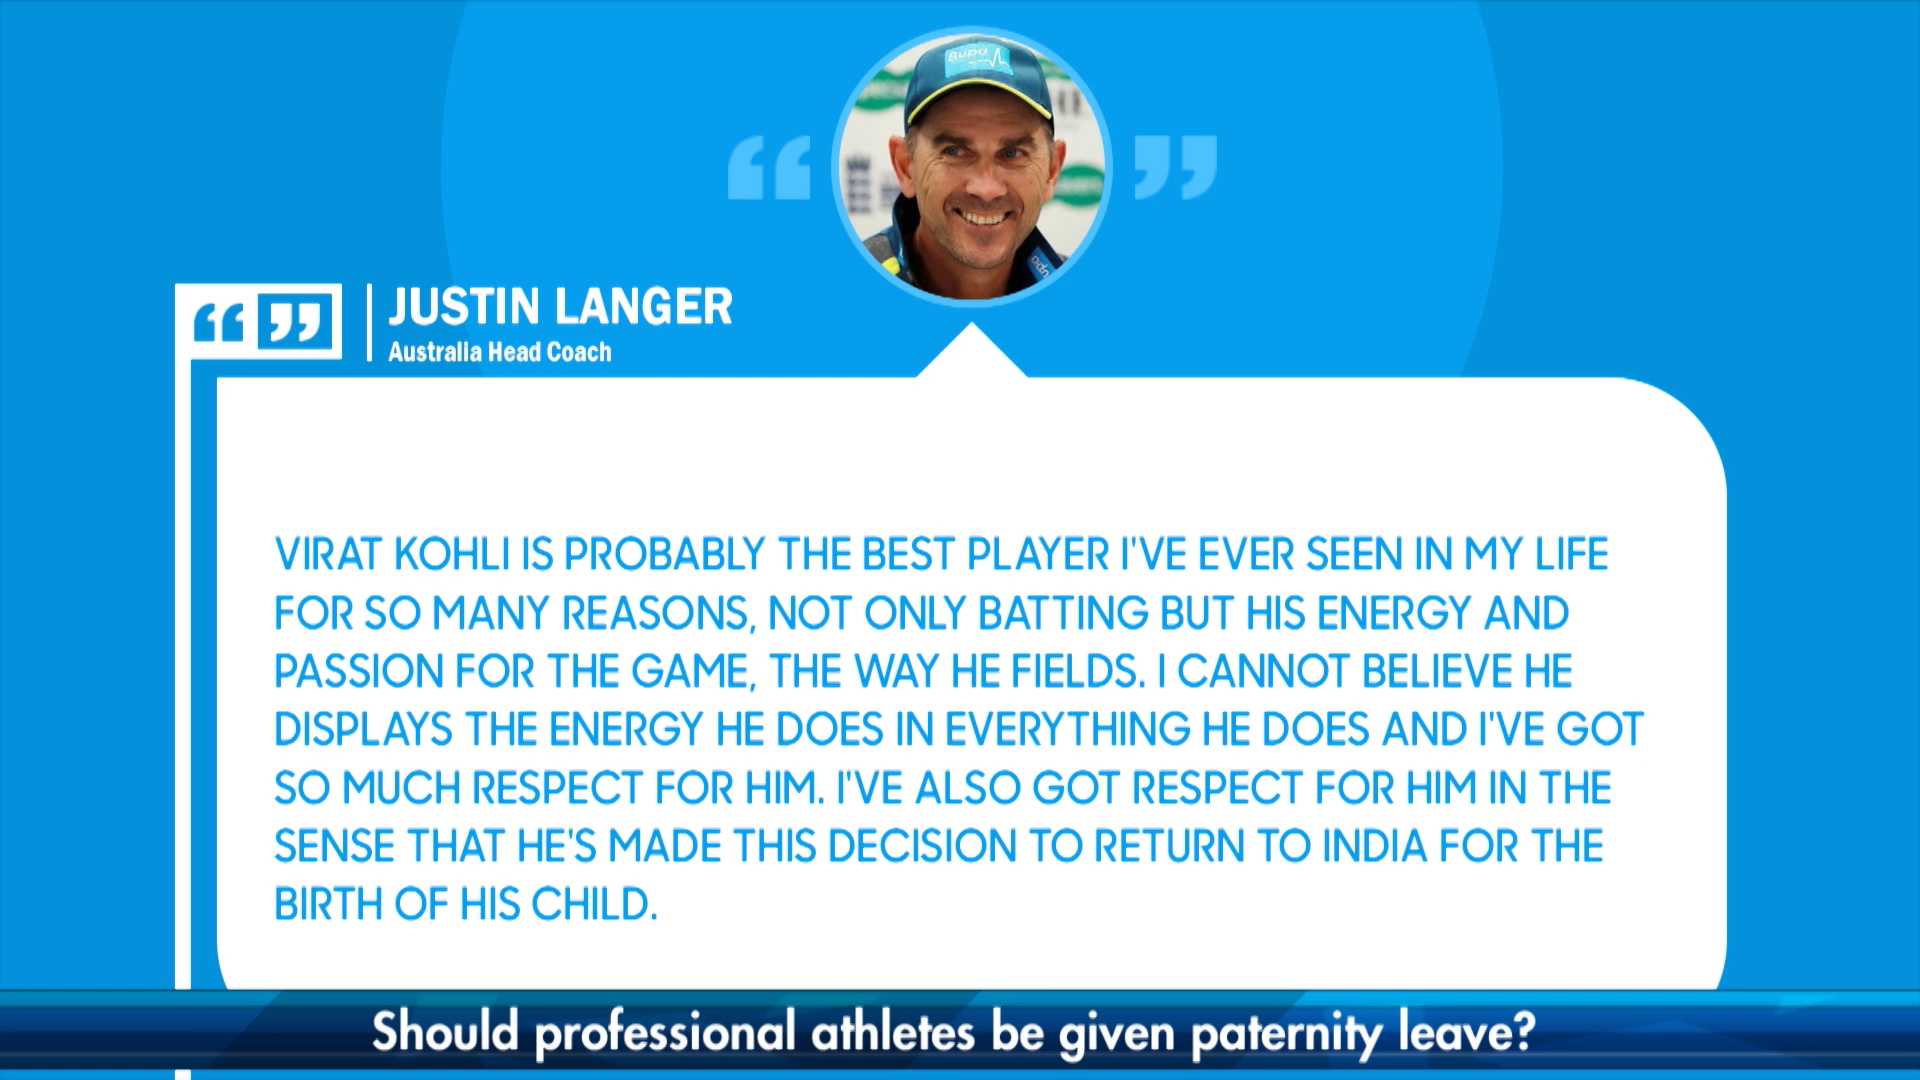 Bupa
JUSTIN LANGER
Australia Head Coach
VIRAT KOHLI IS PROBABLY THE BEST PLAYER I'VE EVER SEEN IN MY LIFE
FOR SO MANY REASONS, NOT ONLY BATTING BUT HIS ENERGY AND
PASSION FOR THE GAME, THE WAY HE FIELDS. I CANNOT BELIEVE HE
DISPLAYS THE ENERGY HE DOES IN EVERYTHING HE DOES AND I'VE GOT
SO MUCH RESPECT FOR HIM. I'VE ALSO GOT RESPECT FOR HIM IN THE
SENSE THAT HE'S MADE THIS DECISION TO RETURN TO INDIA FOR THE
BIRTH OF HIS CHILD.
Should professional athletes be given paternity leave?